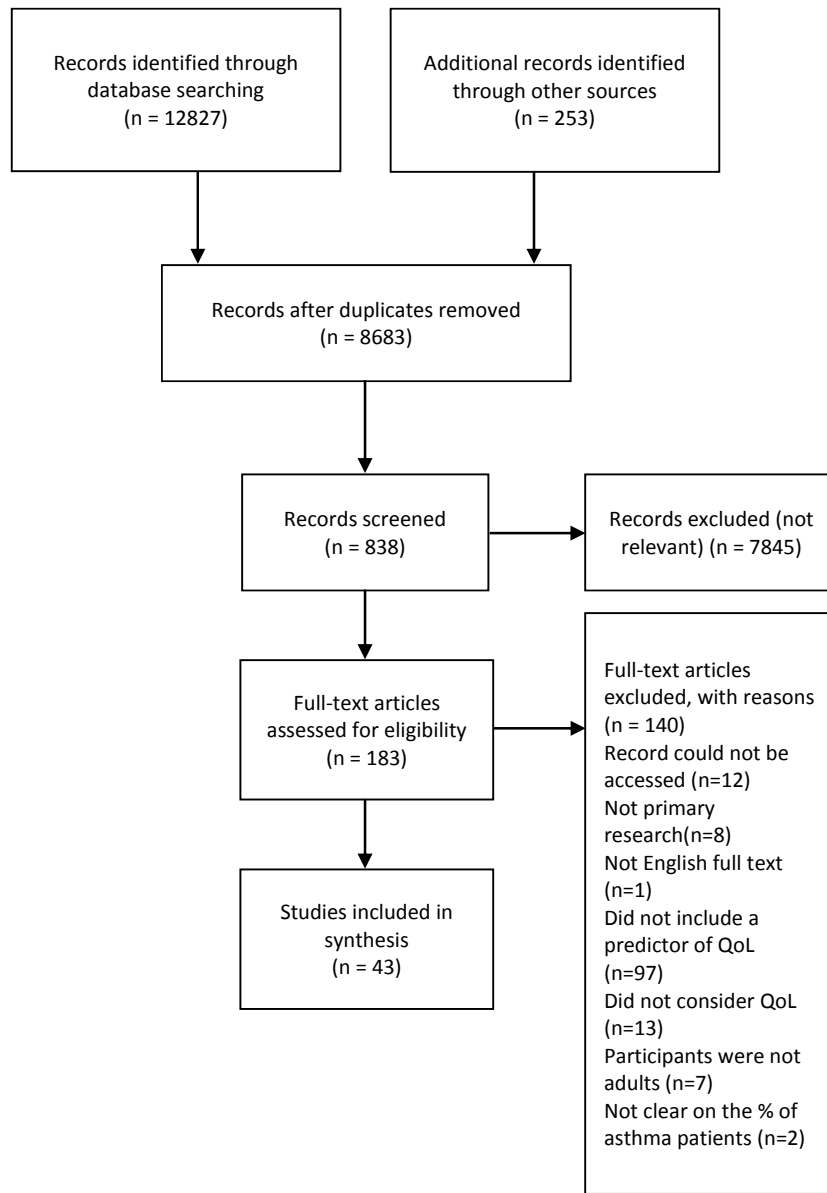 Records identified through
database searching
(n = 12827)
Additional records identified
through other sources
(n = 253)
Records after duplicates removed
(n = 8683)
Records screened
(n = 838)
Records excluded (not
relevant) (n = 7845)
Full-text articles
assessed for eligibility
(n = 183)
Full-text articles
excluded, with reasons
(n = 140)
Record could not be
accessed (n=12)
Not primary
research(n=8)
Not English full text
(n=1)
Did not include a
predictor of QoL
(n=97)
Did not consider QoL
(n=13)
Participants were not
adults (n=7)
Not clear on the % of
asthma patients (n=2)
Studies included in
synthesis
(n = 43)